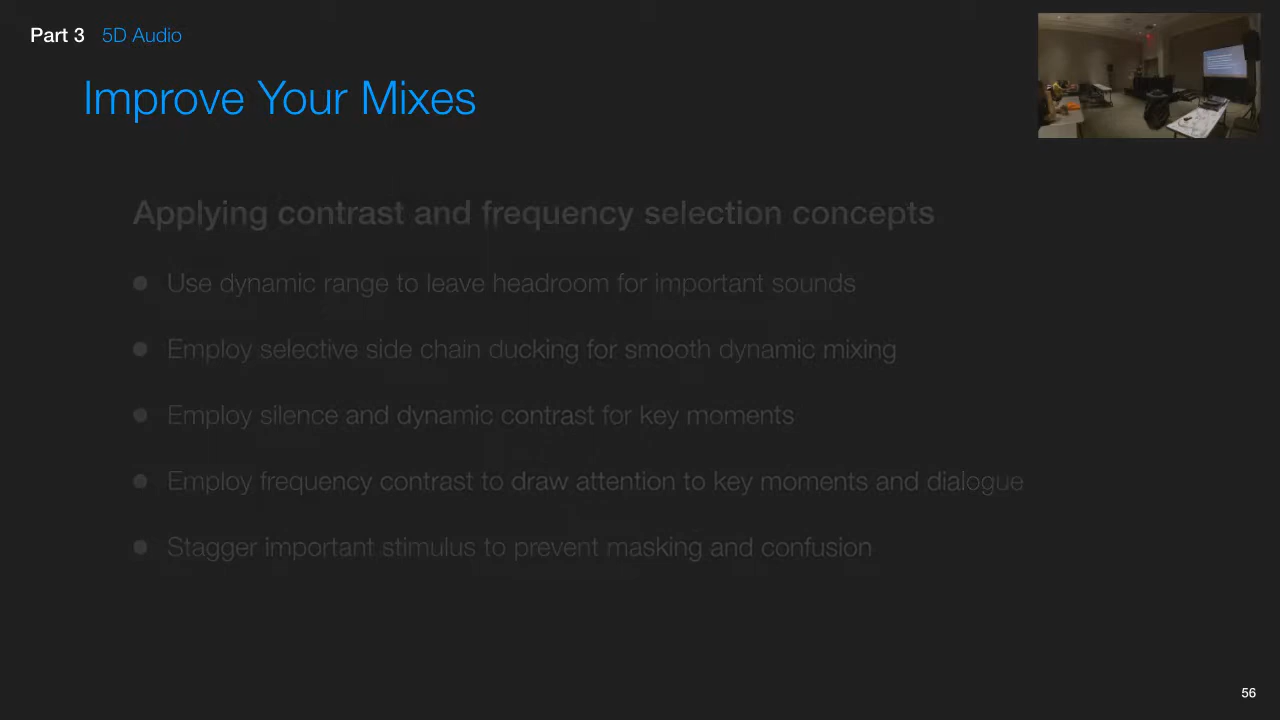 Part 3 5D Audio
Improve Your Mixes
Applying contrast and frequency selection concepts
Use dynamic range to leave headroom for important sounds
Employ selective side chain ducking for smooth dynamic mixing
Employ silence and dynamic contrast for key moments
Employ frequency contrast to draw attention to key moments and dialogue
Stagger important stimulus to prevent masking and confusion
56